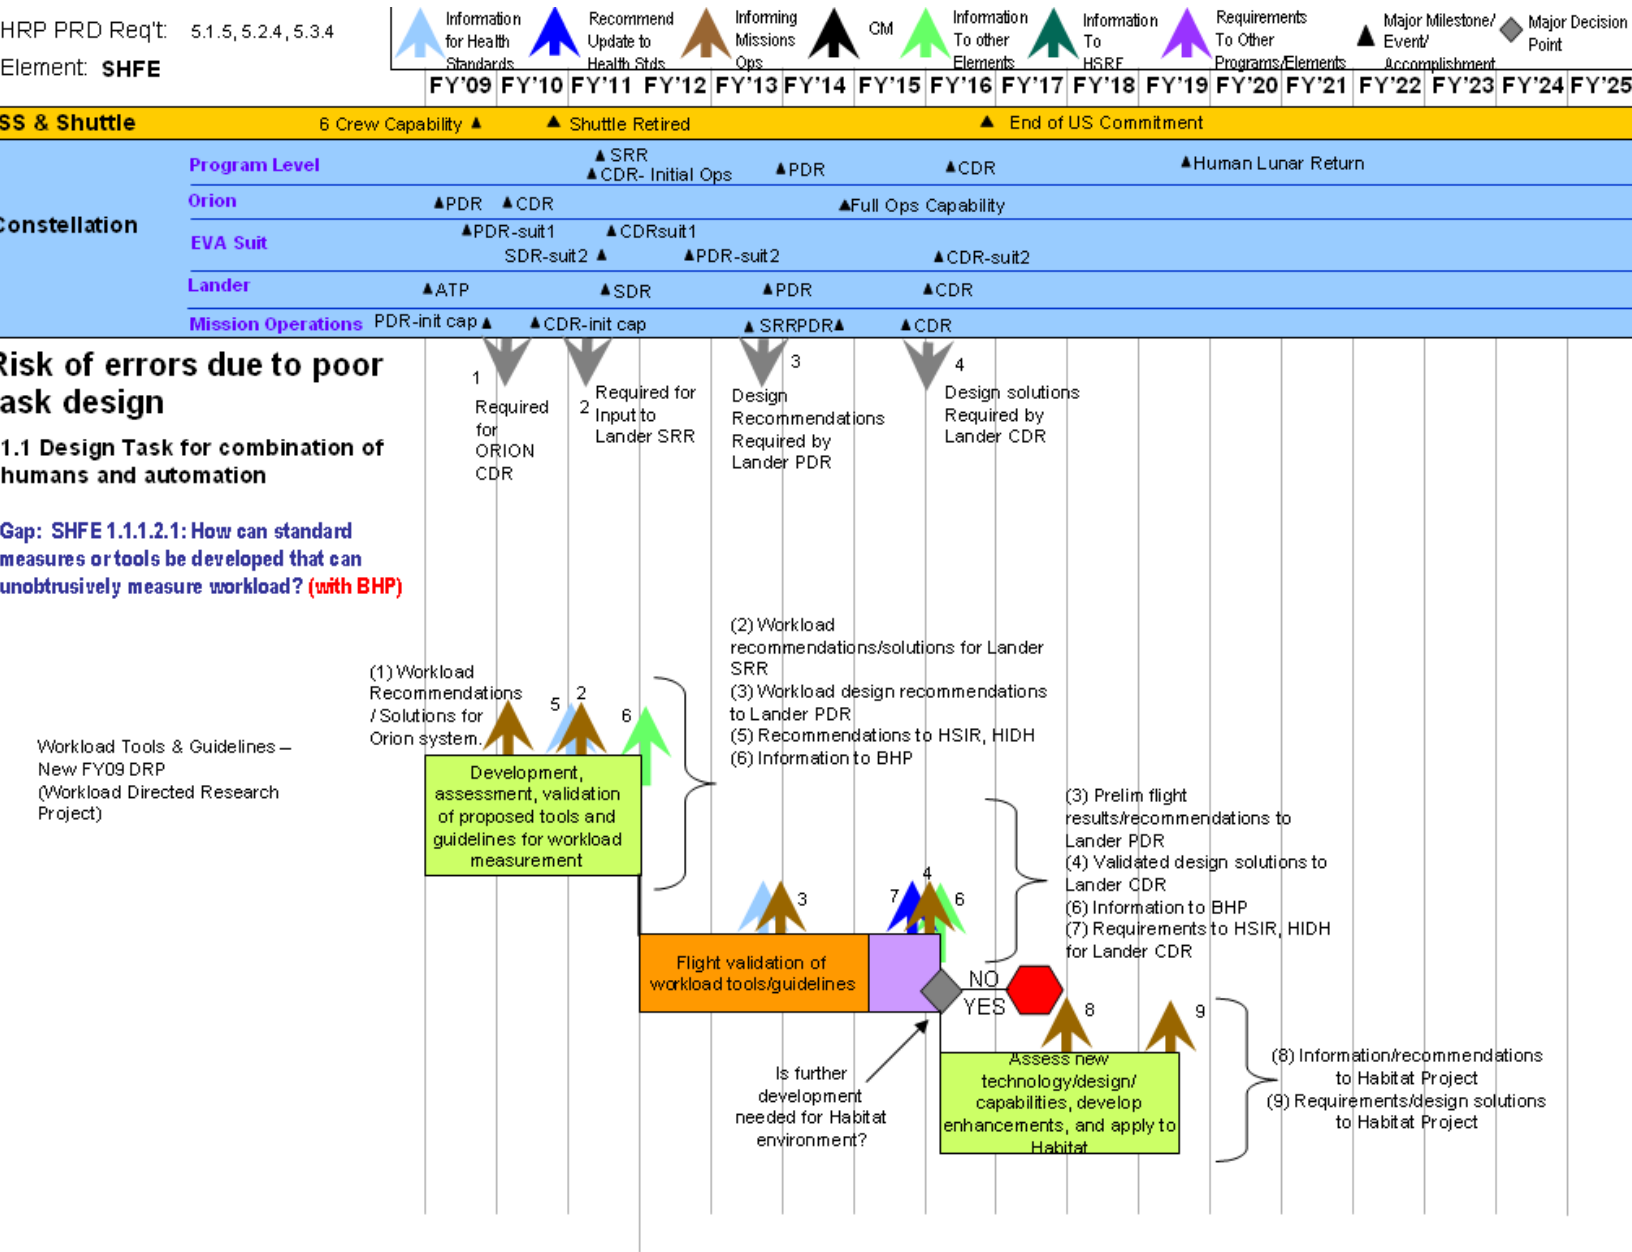 HRP PRD Req't: 5.1.5, 5.2.4, 5.3.4
Element: SHFE
Information
for Health
Standards
Recommend
Update to
Health Stds
Informing
Missions
Ops
CM
Information
To other
Elements
Information
To
HSRF
Requirements
To Other
Programs/Elements
Major Milestone/
Event/
Accomplishment
Major Decision
Point
FY'09 FY'10 FY'11 FY'12 FY'13 FY'14 FY'15 FY'16 FY'17 FY'18 FY'19 FY'20 FY'21 FY'22 FY'23 FY'24 FY'25
SS & Shuttle
6 Crew Capability
Shuttle Retired
End of US Commitment
Constellation
Program Level
SRR
CDR- Initial Ops
PDR
CDR
Human Lunar Return
Orion
PDR
CDR
Full Ops Capability
EVA Suit
PDR-suit1
CDRsuit1
SDR-suit2
PDR-suit2
CDR-suit2
Lander
ATP
SDR
PDR
CDR
Mission Operations
PDR-init cap
CDR-init cap
SRRPDR
CDR
Risk of errors due to poor
ask design
1.1 Design Task for combination of
humans and automation
Gap: SHFE 1.1.1.2.1: How can standard
measures or tools be developed that can
unobtrusively measure workload? (with BHP)
1
Required
for
ORION
CDR
2
Required for
Input to
Lander SRR
3
Design
Recommendations
Required by
Lander PDR
4
Design solutions
Required by
Lander CDR
(1) Workload
Recommendations
/ Solutions for
Orion system.
5
2
6
(2) Workload
recommendations/solutions for Lander
SRR
(3) Workload design recommendations
to Lander PDR
(5) Recommendations to HSIR, HIDH
(6) Information to BHP
Workload Tools & Guidelines –
New FY09 DRP
(Workload Directed Research
Project)
Development,
assessment, validation
of proposed tools and
guidelines for workload
measurement
3
7
4
6
(3) Prelim flight
results/recommendations to
Lander PDR
(4) Validated design solutions to
Lander CDR
(6) Information to BHP
(7) Requirements to HSIR, HIDH
for Lander CDR
Flight validation of
workload tools/guidelines
NO
YES
8
9
Is further
development
needed for Habitat
environment?
Assess new
technology/design/
capabilities, develop
enhancements, and apply to
Habitat
(8) Information/recommendations
to Habitat Project
(9) Requirements/design solutions
to Habitat Project